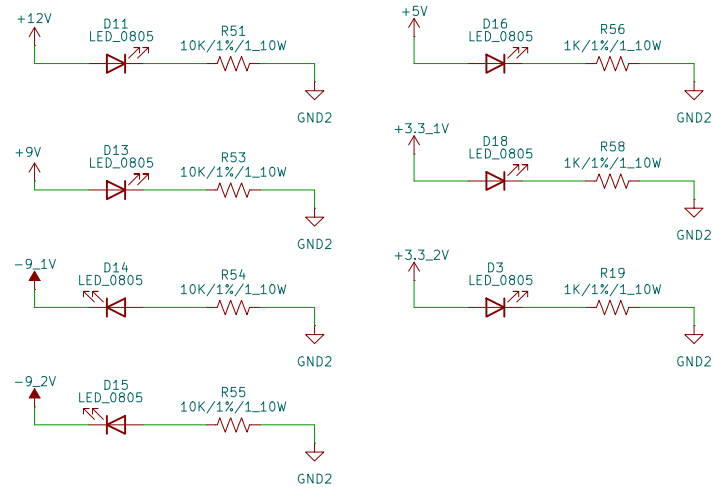 +12V
D11
LED_0805
R51
10K/1%/1_10W
GND2
+9V
D13
LED_0805
R53
10K/1%/1_10W
GND2
-9_1V
D14
LED_0805
R54
10K/1%/1_10W
GND2
-9_2V
D15
LED_0805
R55
10K/1%/1_10W
GND2
+5V
D16
LED_0805
R56
1K/1%/1_10W
GND2
+3.3_1V
D18
LED_0805
R58
1K/1%/1_10W
GND2
+3.3_2V
D3
LED_0805
R19
1K/1%/1_10W
GND2